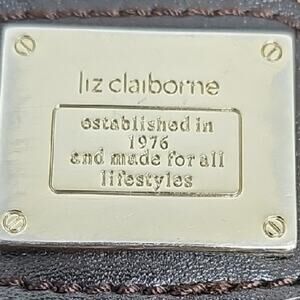 liz claiborne
established in
1976
and made for all
lifestyles